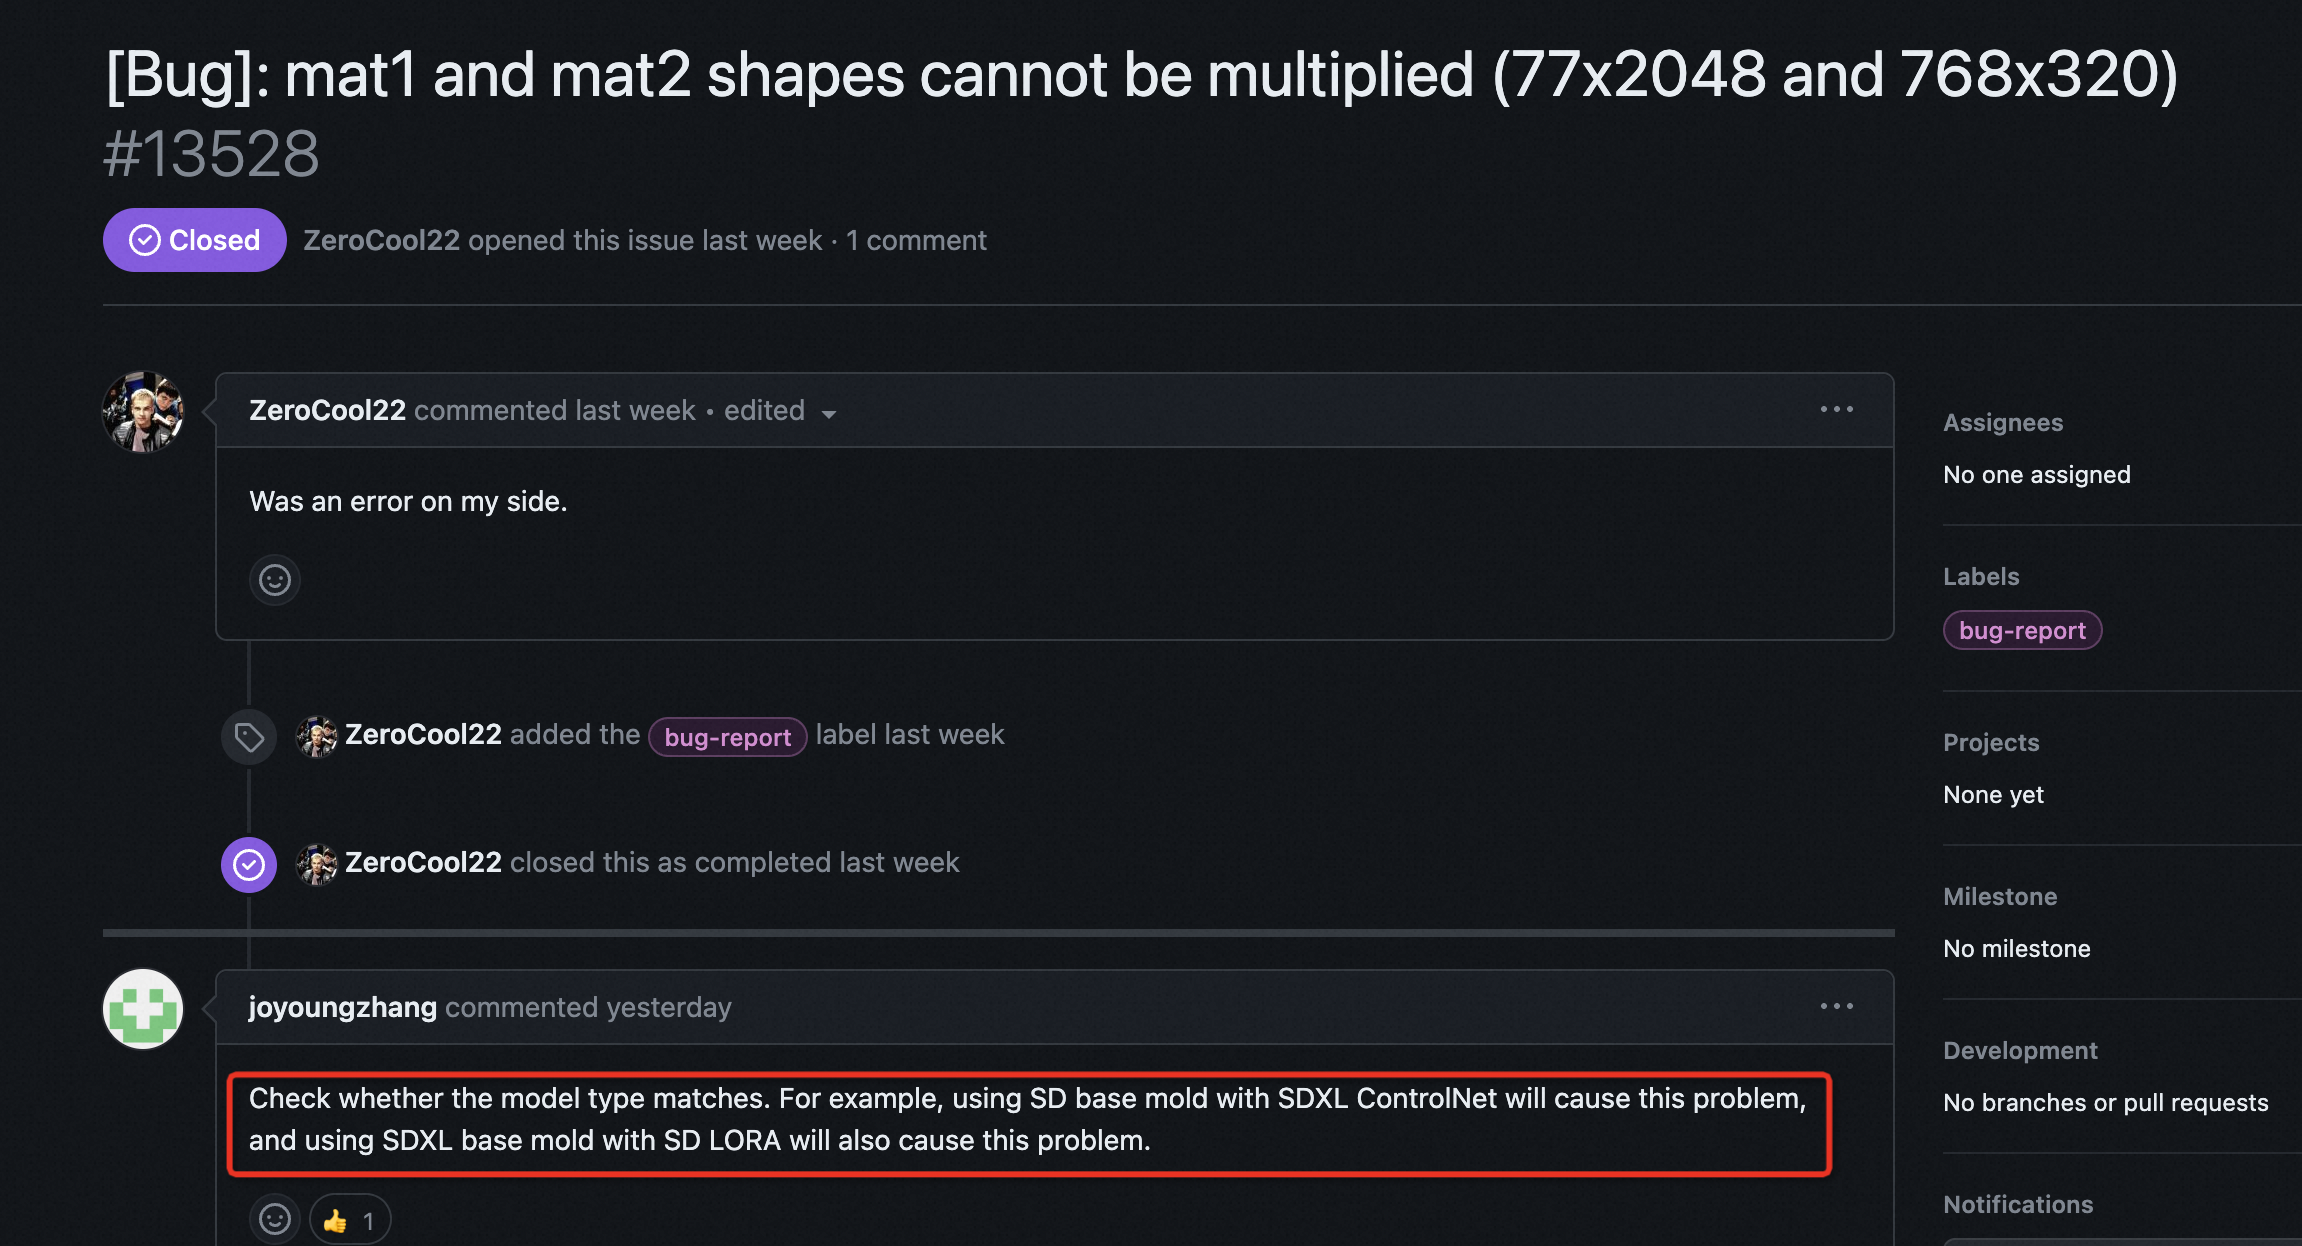 [Bug]: mat1 and mat2 shapes cannot be multiplied (77x2048 and 768x320)
#13528
Closed
ZeroCool22 opened this issue last week · 1 comment
ZeroCool22 commented last week • edited
Was an error on my side.
ZeroCool22 added the bug-report label last week
ZeroCool22 closed this as completed last week
joyoungzhang commented yesterday
Check whether the model type matches. For example, using SD base mold with SDXL ControlNet will cause this problem,
and using SDXL base mold with SD LORA will also cause this problem.
👍 1
Assignees
No one assigned
Labels
bug-report
Projects
None yet
Milestone
No milestone
Development
No branches or pull requests
Notifications